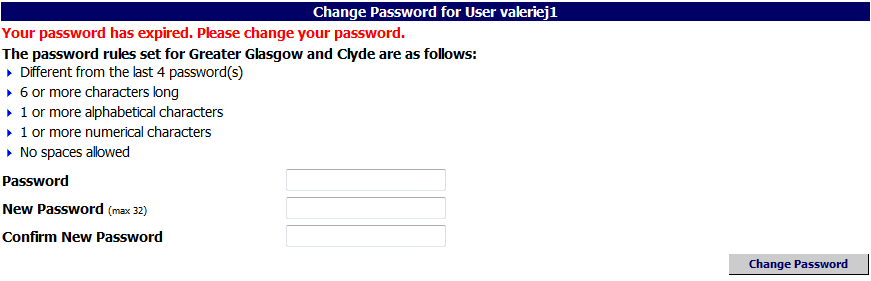 Change Password for User valeriej1
Your password has expired. Please change your password.
The password rules set for Greater Glasgow and Clyde are as follows:
Different from the last 4 password(s)
6 or more characters long
1 or more alphabetical characters
1 or more numerical characters
No spaces allowed
Password
New Password (max 32)
Confirm New Password
Change Password